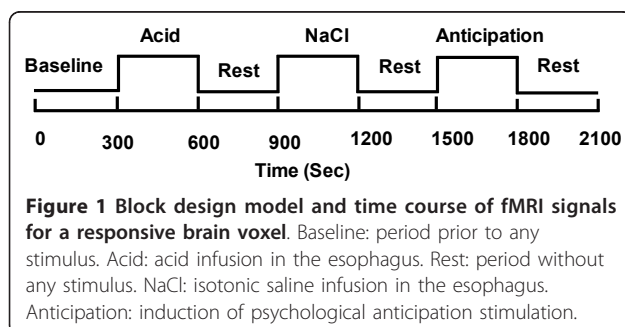 Acid NaCl Anticipation
Baseline Rest Rest Rest
0 300 600 900 1200 1500 1800 2100
Time (Sec)
Figure 1 Block design model and time course of fMRI signals
for a responsive brain voxel. Baseline: period prior to any
stimulus. Acid: acid infusion in the esophagus. Rest: period without
any stimulus. NaCl: isotonic saline infusion in the esophagus.
Anticipation: induction of psychological anticipation stimulation.